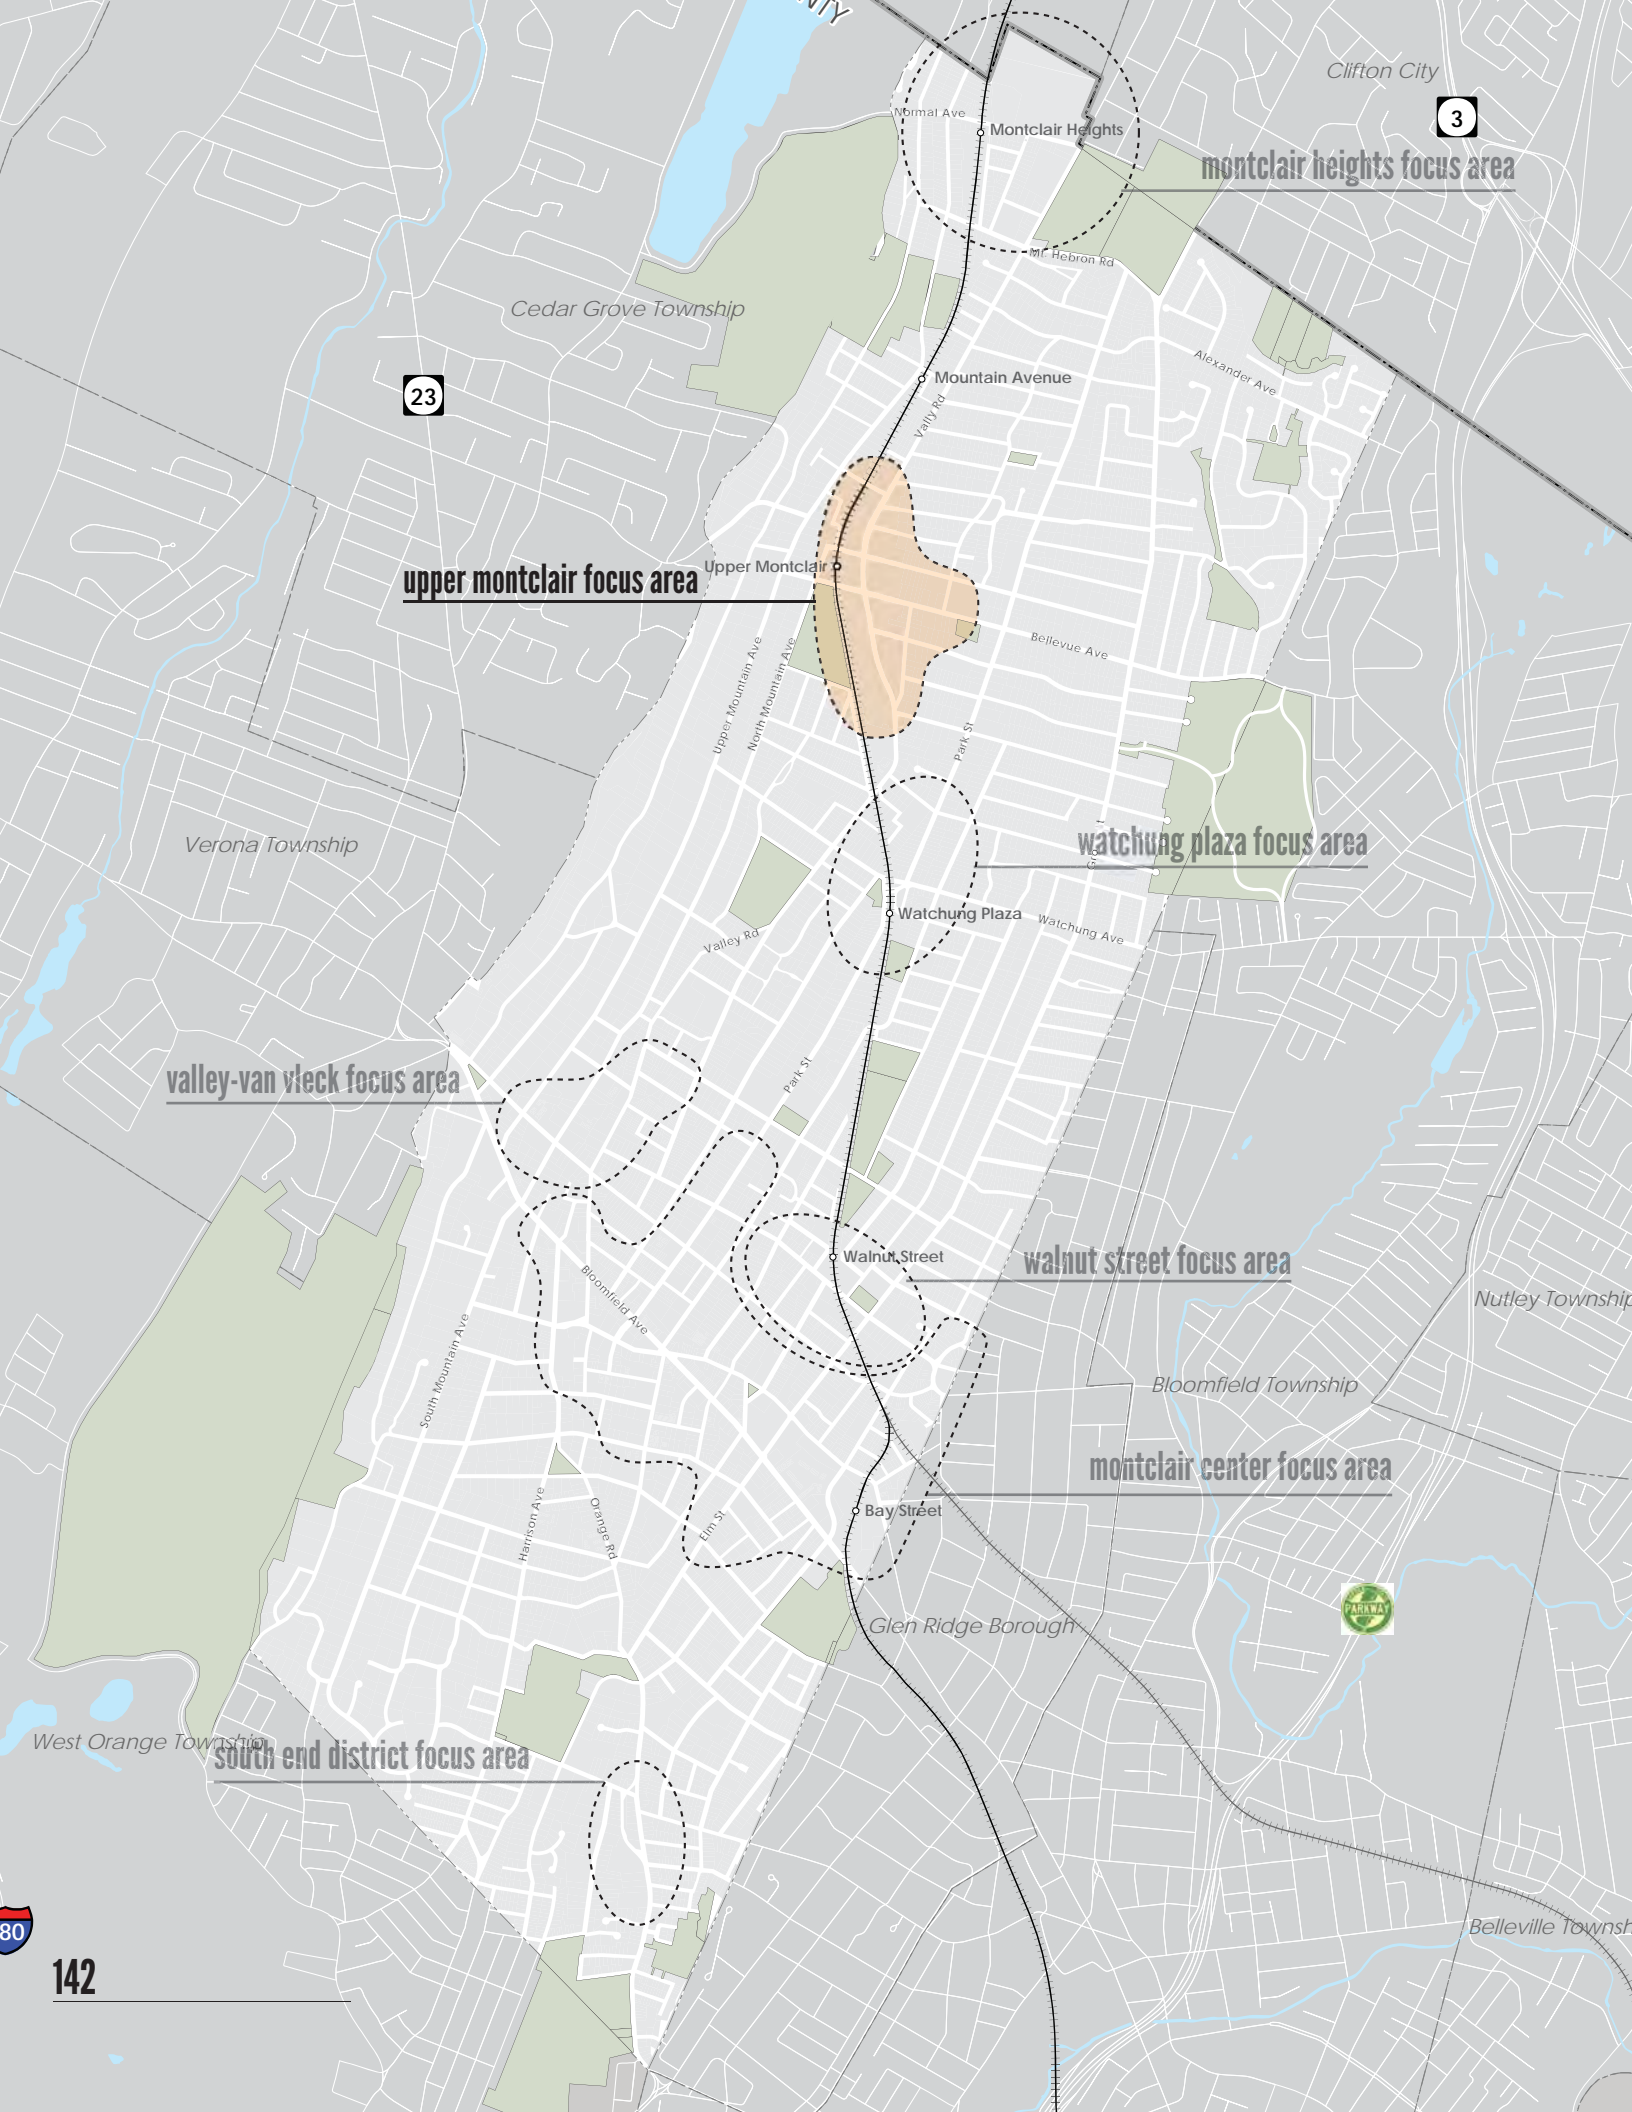 Clifton City
3
Normal Ave
Montclair Heights
montclair heights focus area
Mt. Hebron Rd
Cedar Grove Township
Alexander Ave
Mountain Avenue
23
Vally Rd
Upper Montclair
upper montclair focus area
Bellevue Ave
Upper Mountain Ave
North Mountain Ave
Park St
watchung plaza focus area
Verona Township
Watchung Plaza
Watchung Ave
Valley Rd
valley-van vleck focus area
Park St
Walnut Street
walnut street focus area
Bloomfield Ave
Nutley Township
South Mountain Ave
Bloomfield Township
montclair center focus area
Bay Street
Harrison Ave
Orange Rd
Elm St
PARKWAY
Glen Ridge Borough
West Orange Township
south end district focus area
80
Belleville Townsh
142